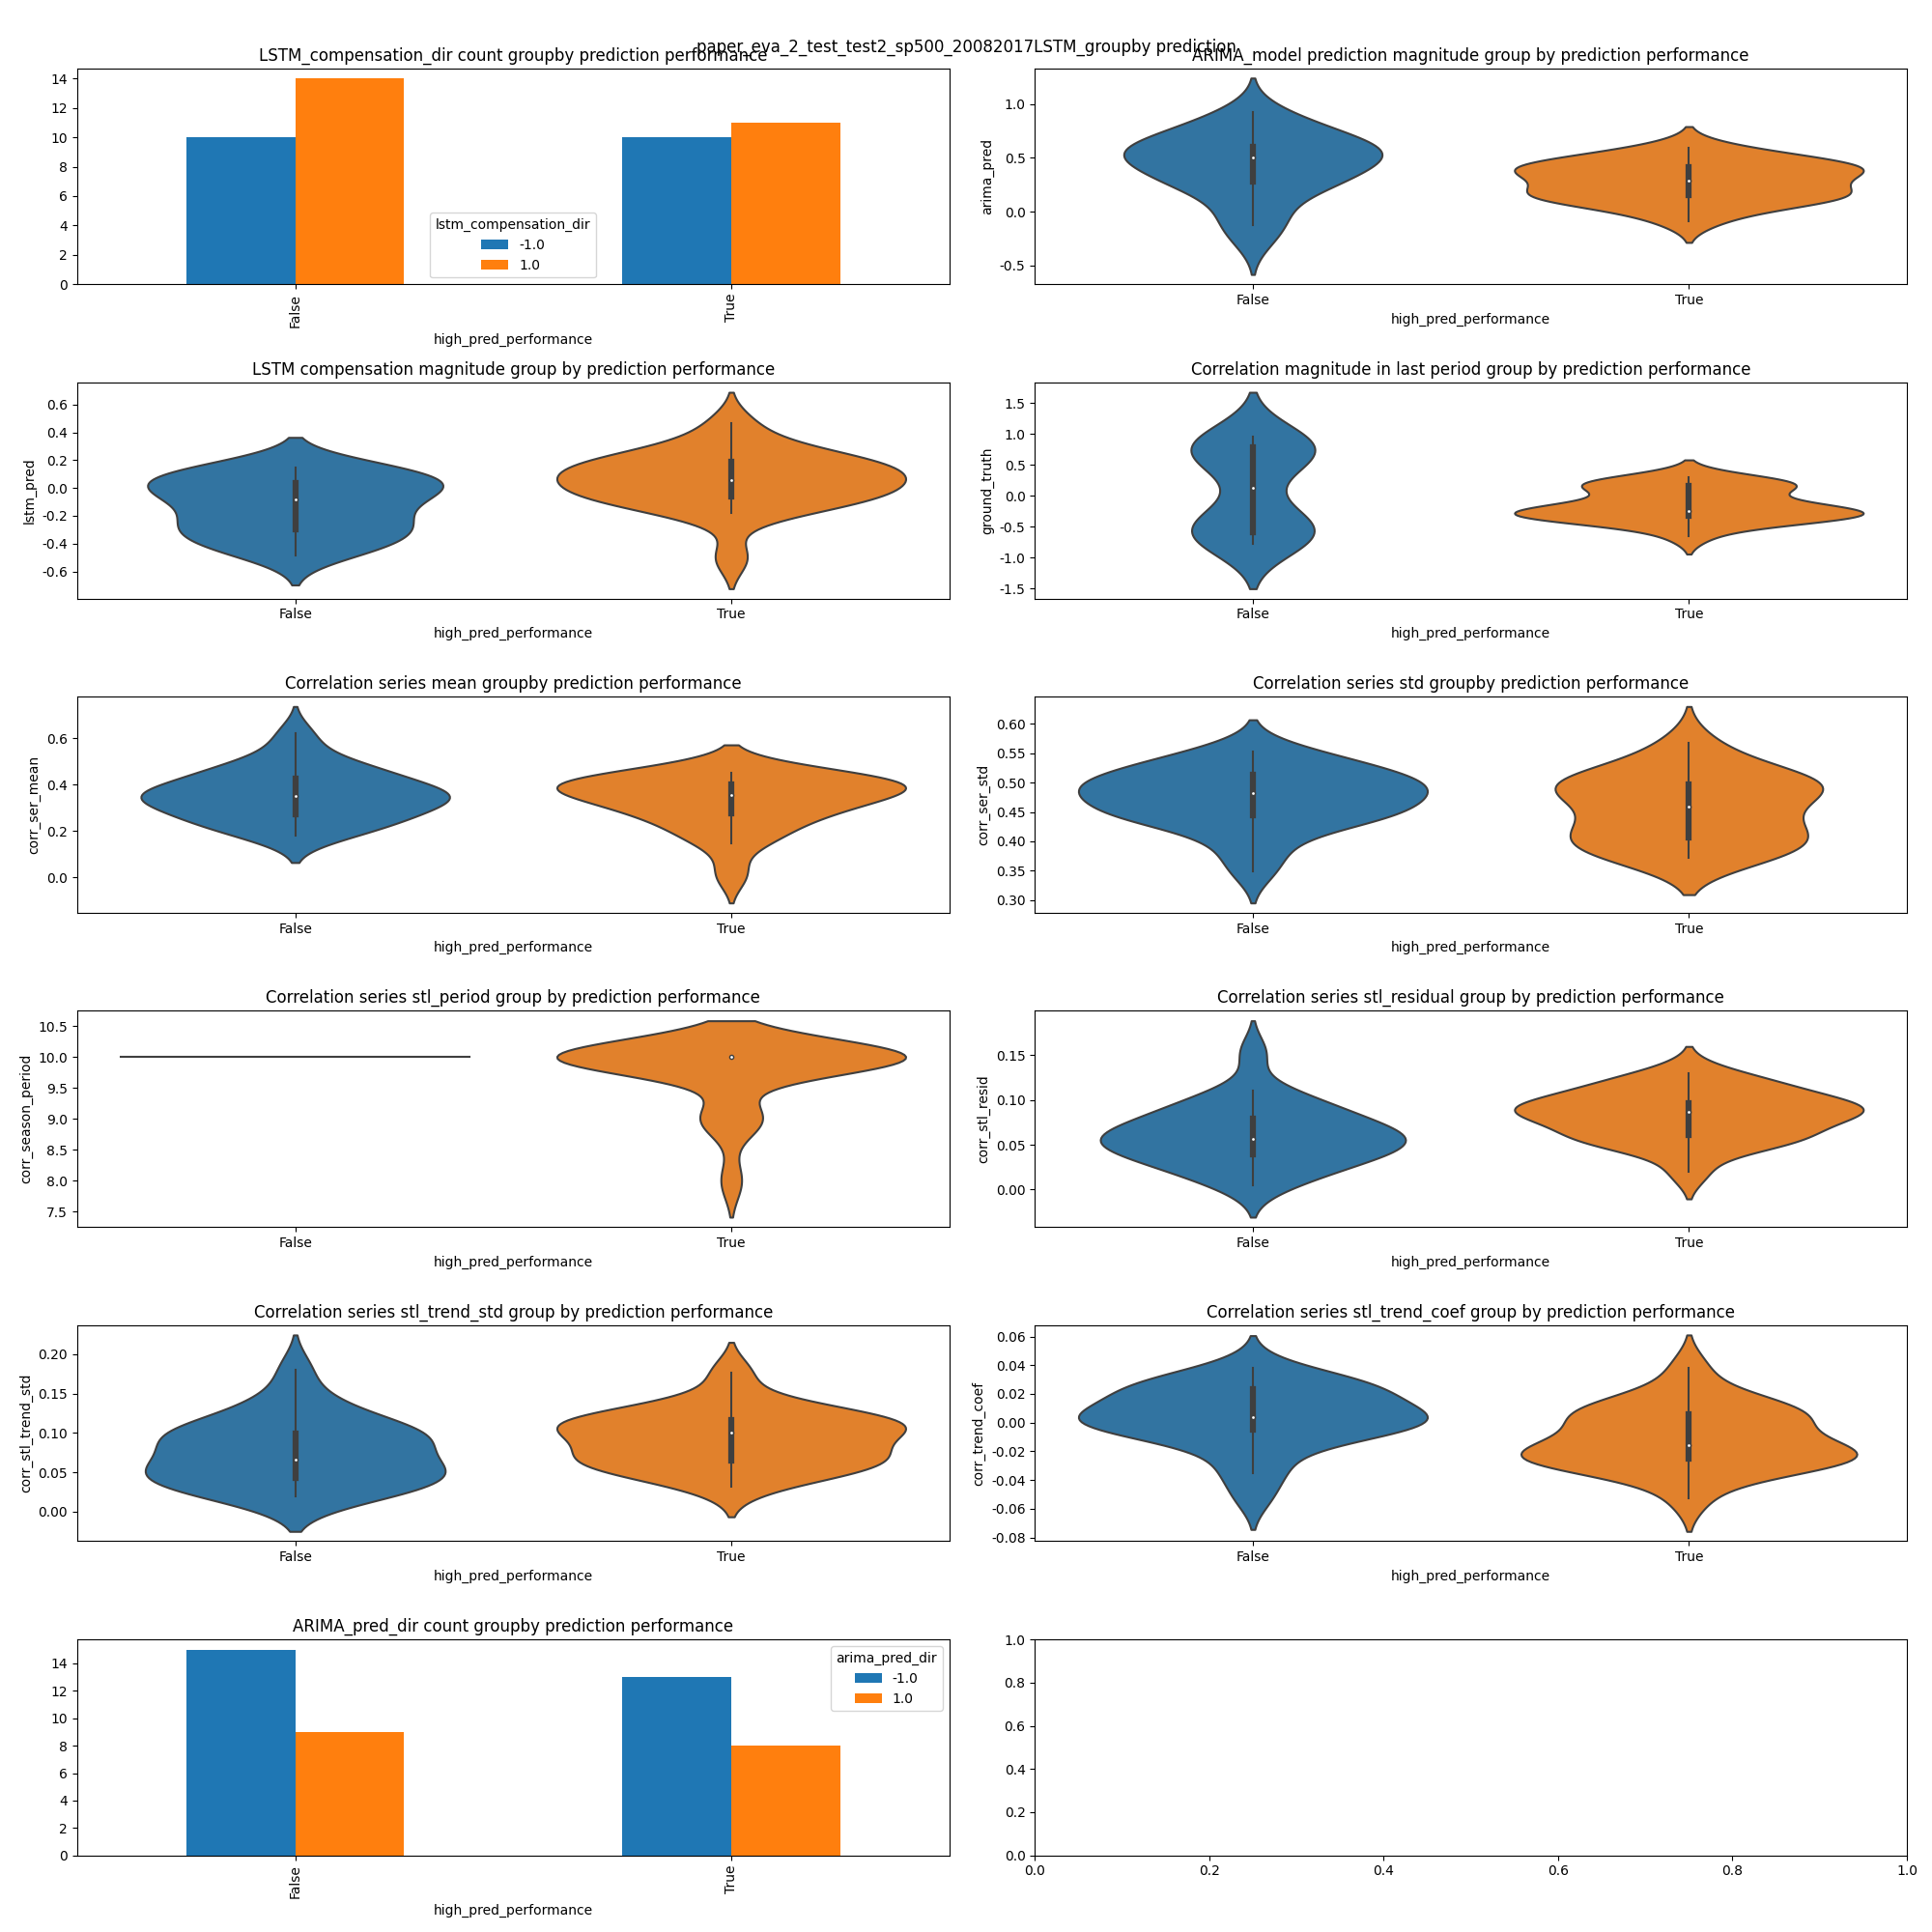 paper_eva_2_test_test2_sp500_20082017LSTM_groupby prediction
LSTM_compensation_dir count groupby prediction performance
14
12
10
8
6
4
2
0
lstm_compensation_dir
-1.0
1.0
False
True
high_pred_performance
ARIMA_model prediction magnitude group by prediction performance
arima_pred
1.0
0.5
0.0
-0.5
False
True
high_pred_performance
LSTM compensation magnitude group by prediction performance
lstm_pred
0.6
0.4
0.2
0.0
-0.2
-0.4
-0.6
False
True
high_pred_performance
Correlation magnitude in last period group by prediction performance
ground_truth
1.5
1.0
0.5
0.0
-0.5
-1.0
-1.5
False
True
high_pred_performance
Correlation series mean groupby prediction performance
corr_ser_mean
0.6
0.4
0.2
0.0
False
True
high_pred_performance
Correlation series std groupby prediction performance
corr_ser_std
0.60
0.55
0.50
0.45
0.40
0.35
0.30
False
True
high_pred_performance
Correlation series stl_period group by prediction performance
corr_season_period
10.5
10.0
9.5
9.0
8.5
8.0
7.5
False
True
high_pred_performance
Correlation series stl_residual group by prediction performance
corr_stl_resid
0.15
0.10
0.05
0.00
False
True
high_pred_performance
Correlation series stl_trend_std group by prediction performance
corr_stl_trend_std
0.20
0.15
0.10
0.05
0.00
False
True
high_pred_performance
Correlation series stl_trend_coef group by prediction performance
corr_trend_coef
0.06
0.04
0.02
0.00
-0.02
-0.04
-0.06
-0.08
False
True
high_pred_performance
ARIMA_pred_dir count groupby prediction performance
14
12
10
8
6
4
2
0
arima_pred_dir
-1.0
1.0
False
True
high_pred_performance
1.0
0.8
0.6
0.4
0.2
0.0
0.0
0.2
0.4
0.6
0.8
1.0